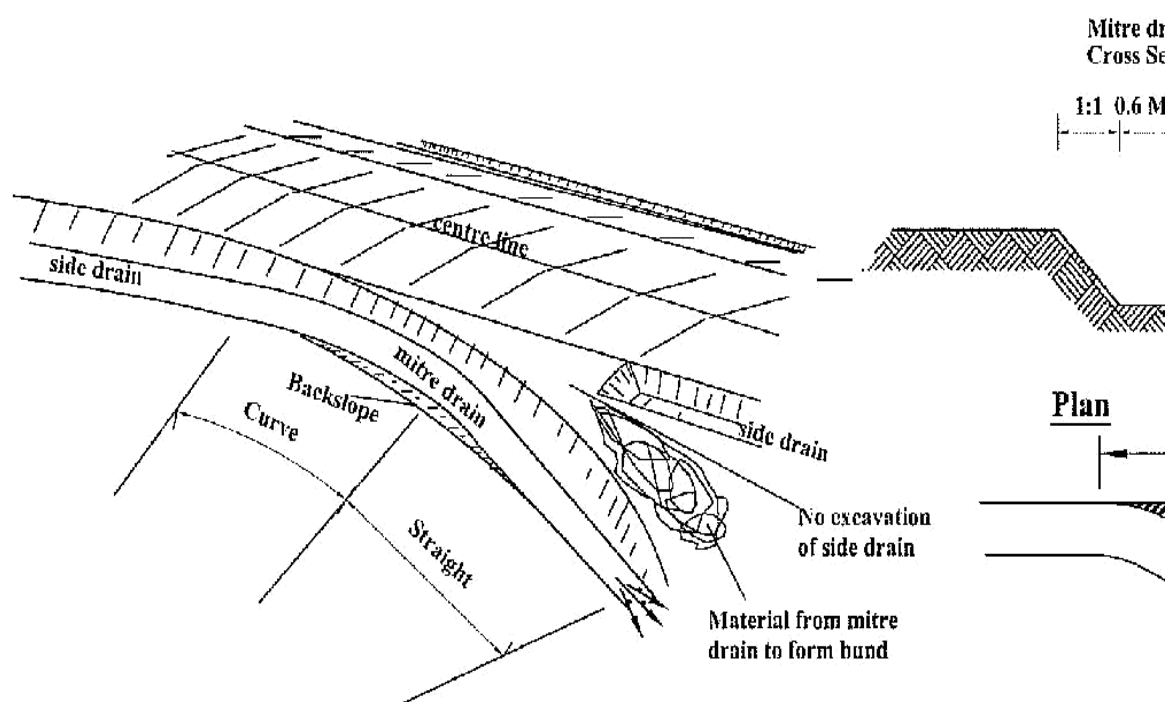 Mitre dr
Cross Se
1:1 0.6 M
centre line
side drain
mitre drain
Backslope
Curve
Straight
side drain
Plan
No excavation
of side drain
Material from mitre
drain to form bund